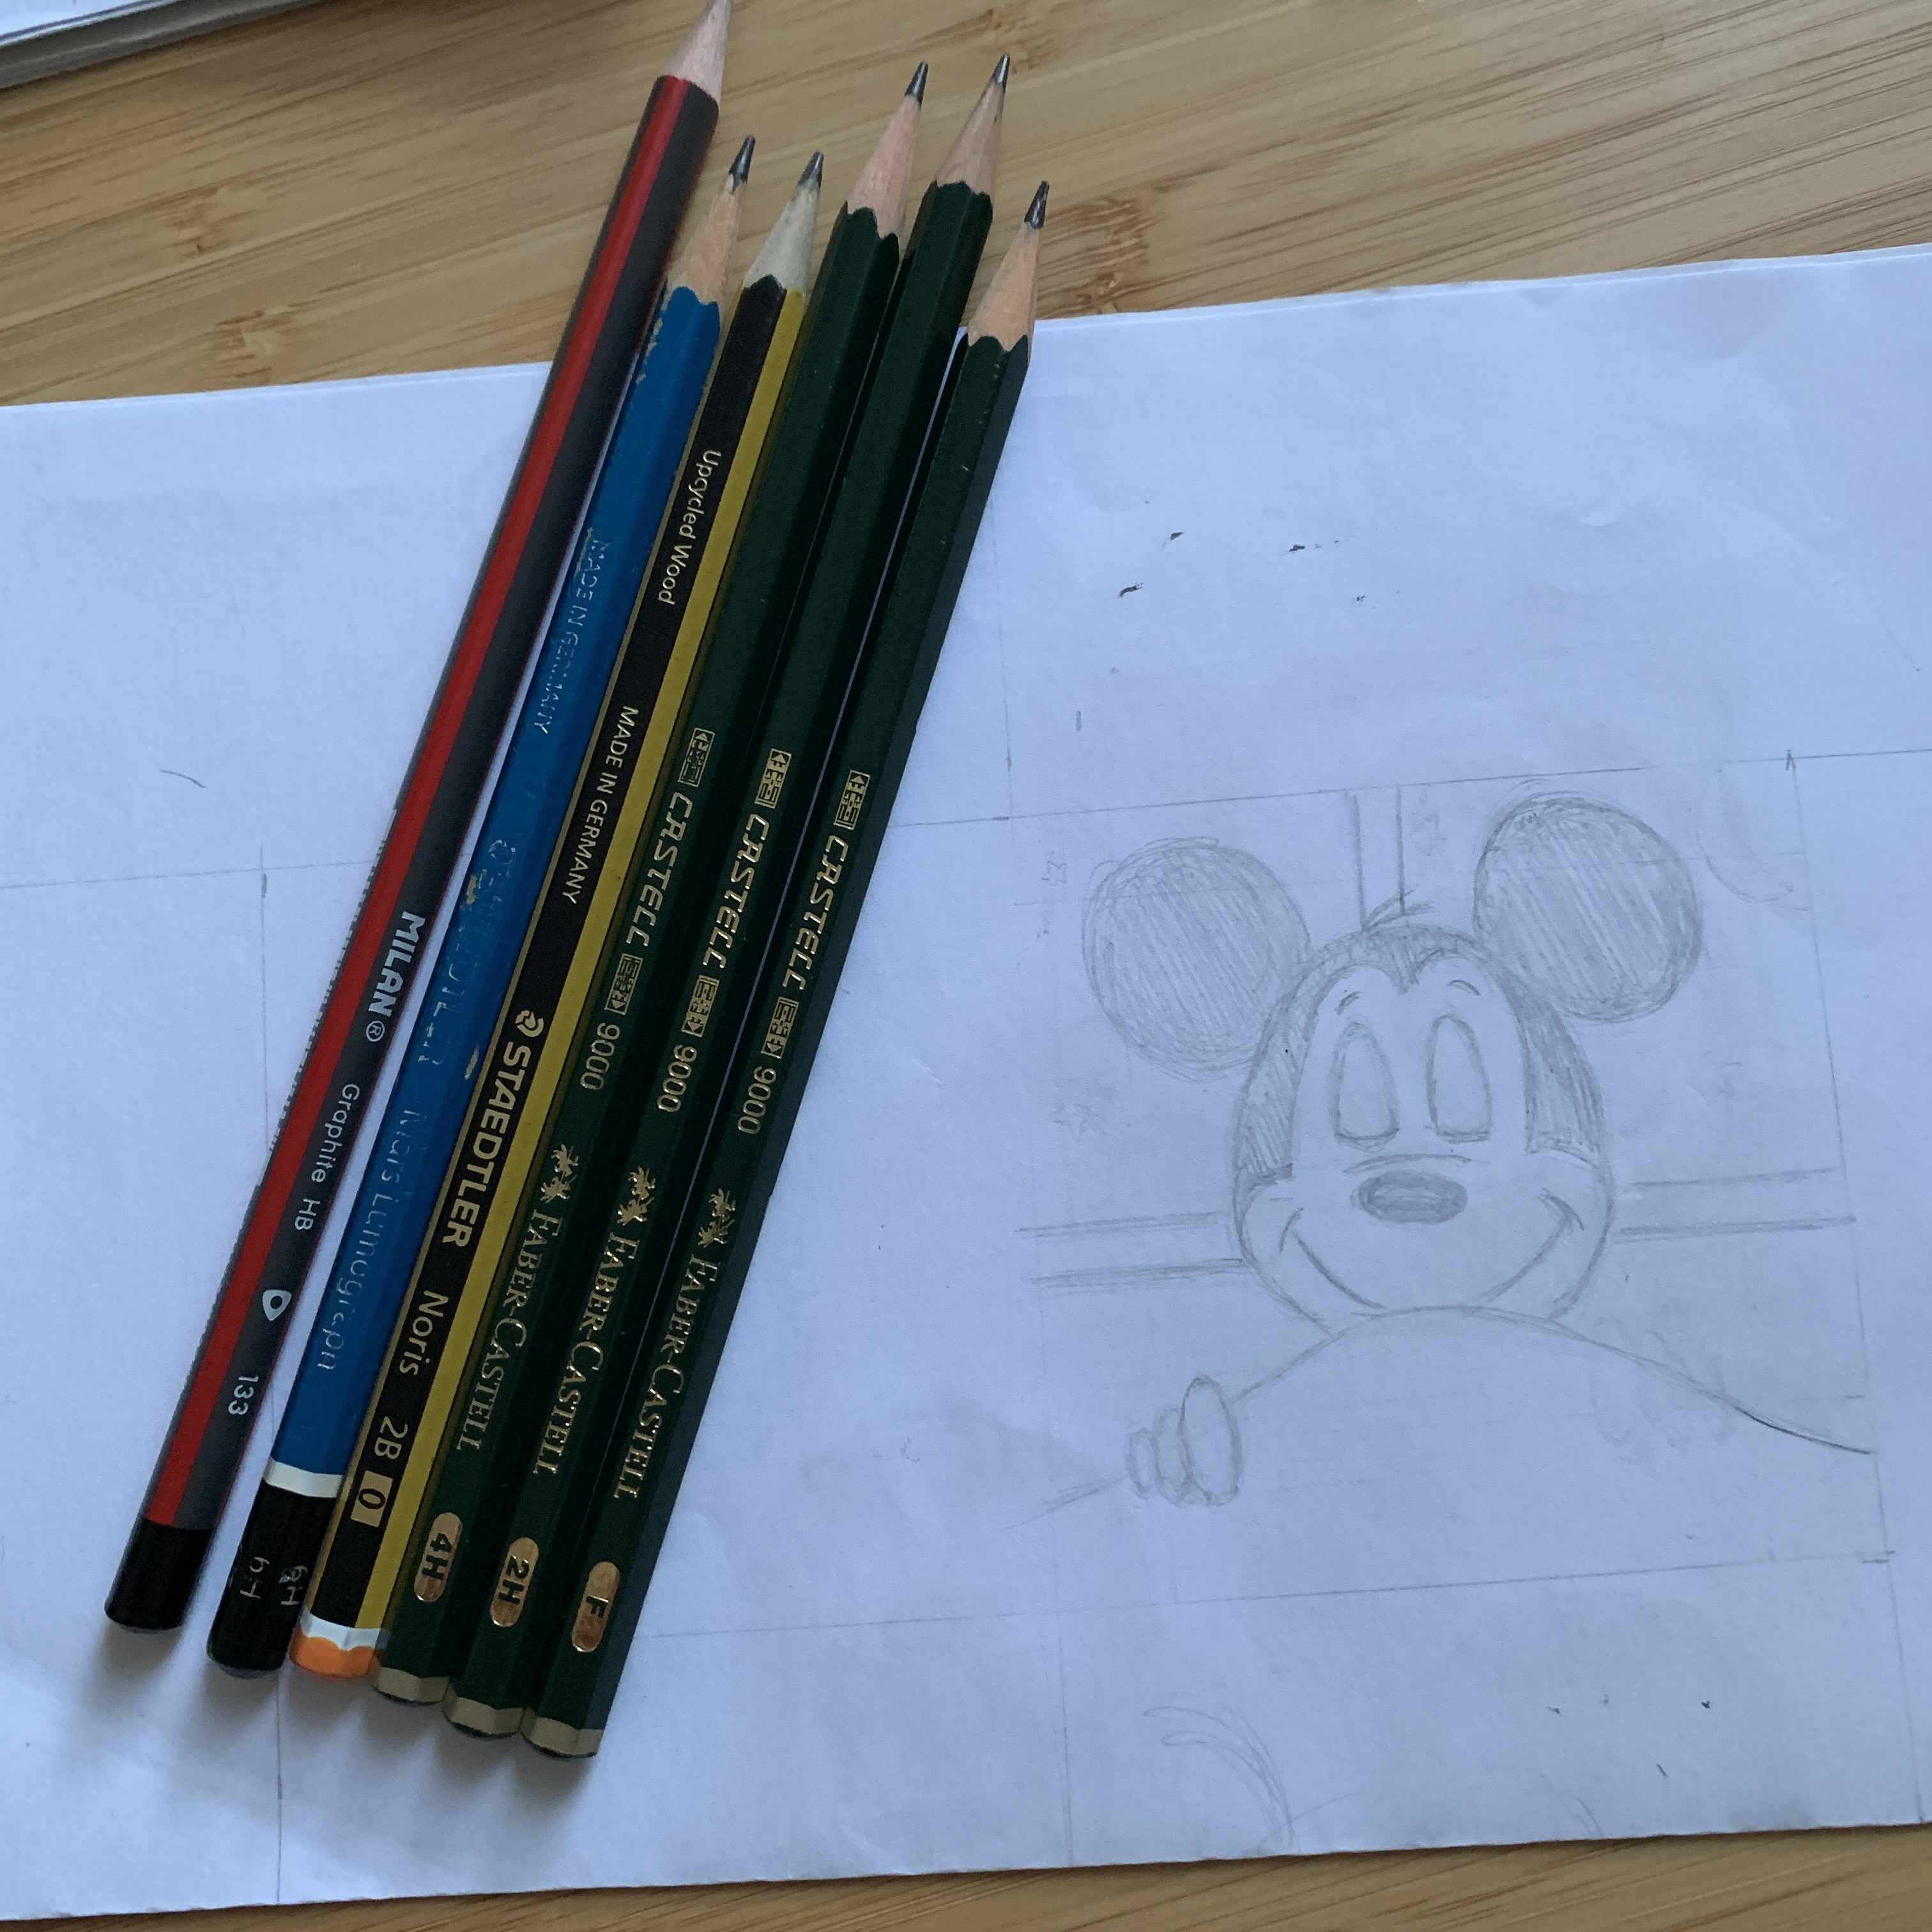 MILAN® Graphite HB 133
MADE IN GERMANY STAEDTLER Mars Lumograph 6H 6H
Upcycled Wood MADE IN GERMANY STAEDTLER Noris 2B 0
CASTELL 9000 FABER-CASTELL 4H
CASTELL 9000 FABER-CASTELL 2H
CASTELL 9000 FABER-CASTELL F